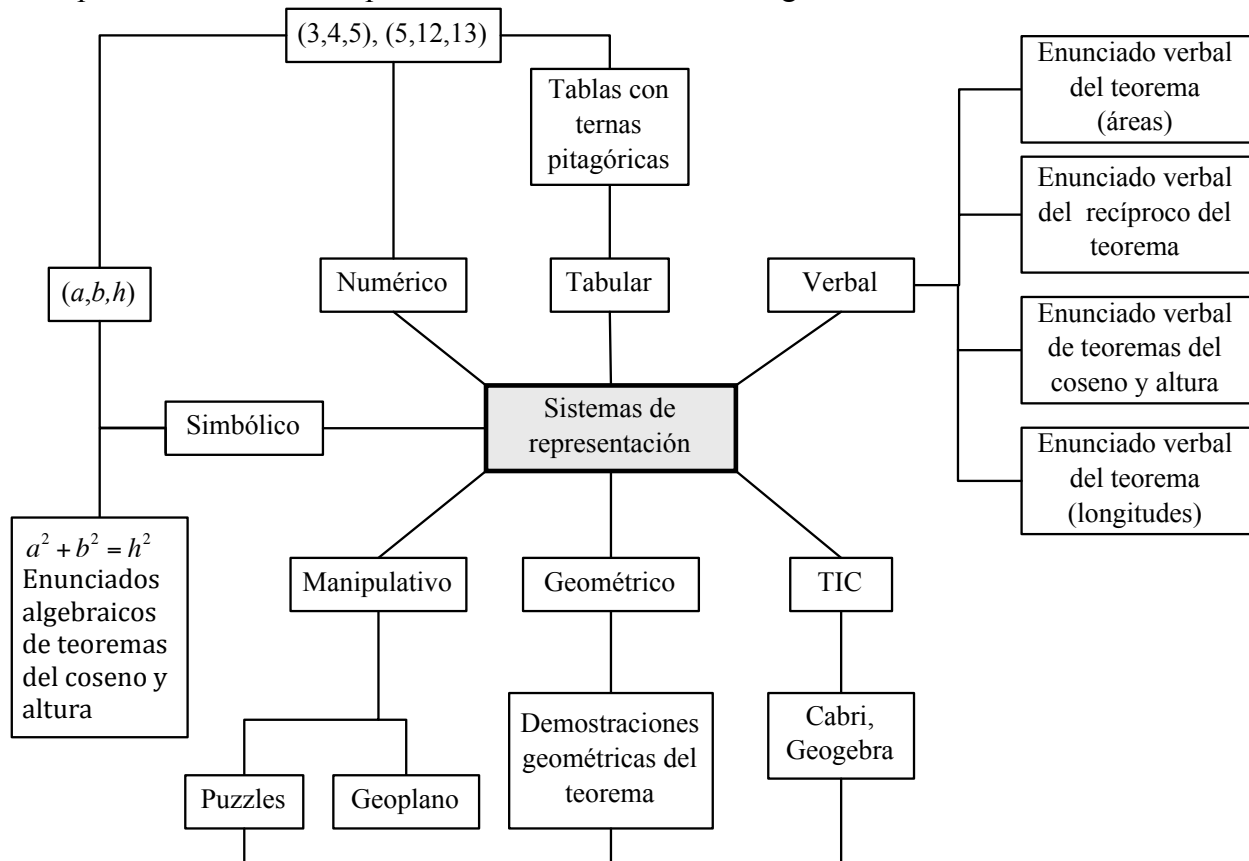 (3,4,5), (5,12,13)
Tablas con
ternas
pitagóricas
Enunciado verbal
del teorema
(áreas)
Enunciado verbal
del recíproco del
teorema
(a,b,h)
Numérico
Tabular
Verbal
Enunciado verbal
de teoremas del
coseno y altura
Simbólico
Sistemas de
representación
Enunciado verbal
del teorema
(longitudes)
a² + b² = h²
Enunciados
algebraicos
de teoremas
del coseno y
altura
Manipulativo
Geométrico
TIC
Puzzles
Geoplano
Demostraciones
geométricas del
teorema
Cabri,
Geogebra